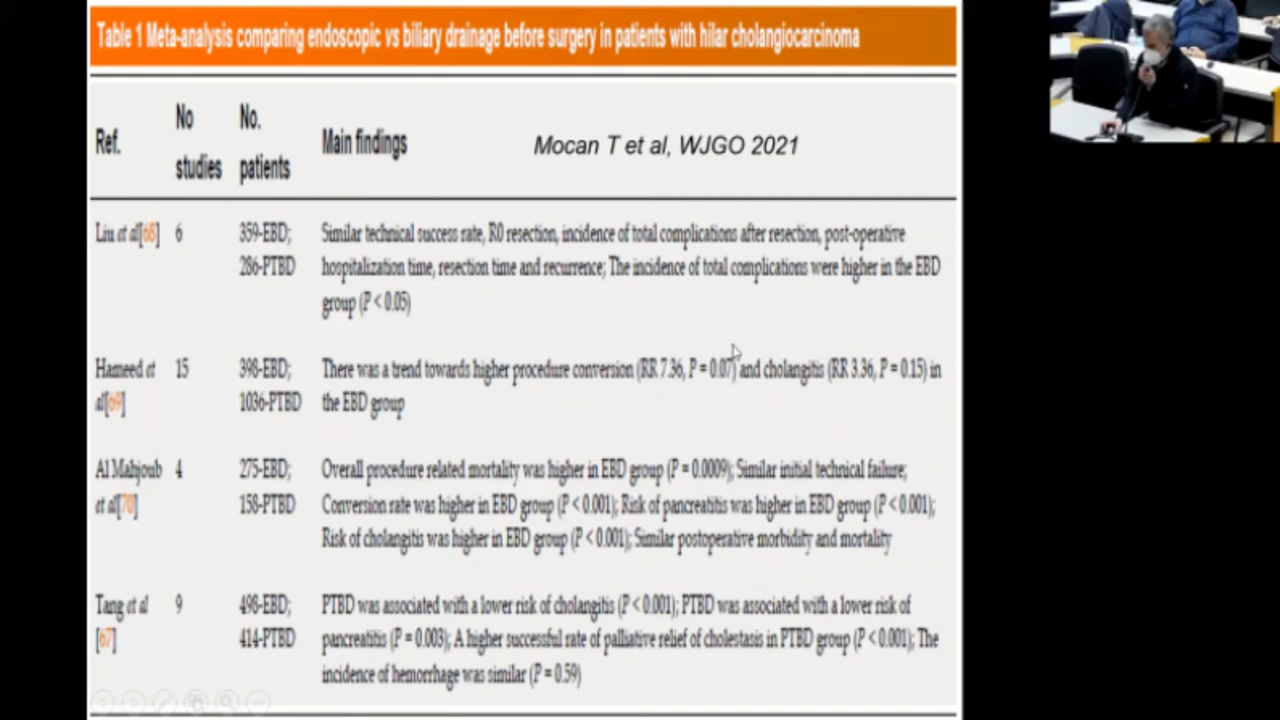 Table 1 Meta-analysis comparing endoscopic vs biliary drainage before surgery in patients with hilar cholangiocarcinoma
Ref.
No studies
No. patients
Main findings
Mocan T et al, WJGO 2021
Liu et al[68]
6
359-EBD;
286-PTBD
Similar technical success rate, R0 resection, incidence of total complications after resection, post-operative
hospitalization time, resection time and recurrence; The incidence of total complications were higher in the EBD
group (P < 0.05)
Hameed et
al[69]
15
398-EBD;
1036-PTBD
There was a trend towards higher procedure conversion (RR 7.36, P = 0.07) and cholangitis (RR 3.36, P = 0.15) in
the EBD group
Al Mahjoub
et al[70]
4
275-EBD;
158-PTBD
Overall procedure related mortality was higher in EBD group (P = 0.0009); Similar initial technical failure;
Conversion rate was higher in EBD group (P < 0.001); Risk of pancreatitis was higher in EBD group (P < 0.001);
Risk of cholangitis was higher in EBD group (P < 0.001); Similar postoperative morbidity and mortality
Tang et al
[67]
9
498-EBD;
414-PTBD
PTBD was associated with a lower risk of cholangitis (P < 0.001); PTBD was associated with a lower risk of
pancreatitis (P = 0.003); A higher successful rate of palliative relief of cholestasis in PTBD group (P < 0.001); The
incidence of hemorrhage was similar (P = 0.59)